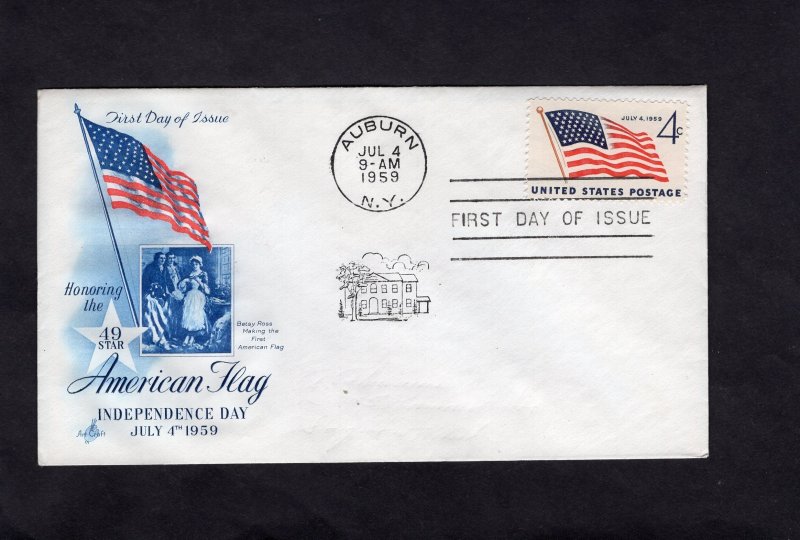 First Day of Issue
Honoring
the
49
STAR
Betsy Ross
Making the
First
American Flag
American Flag
INDEPENDENCE DAY
JULY 4TH 1959
Art Craft
AUBURN
JUL 4
9-AM
1959
N.Y.
JULY 4, 1959
4c
UNITED STATES POSTAGE
FIRST DAY OF ISSUE